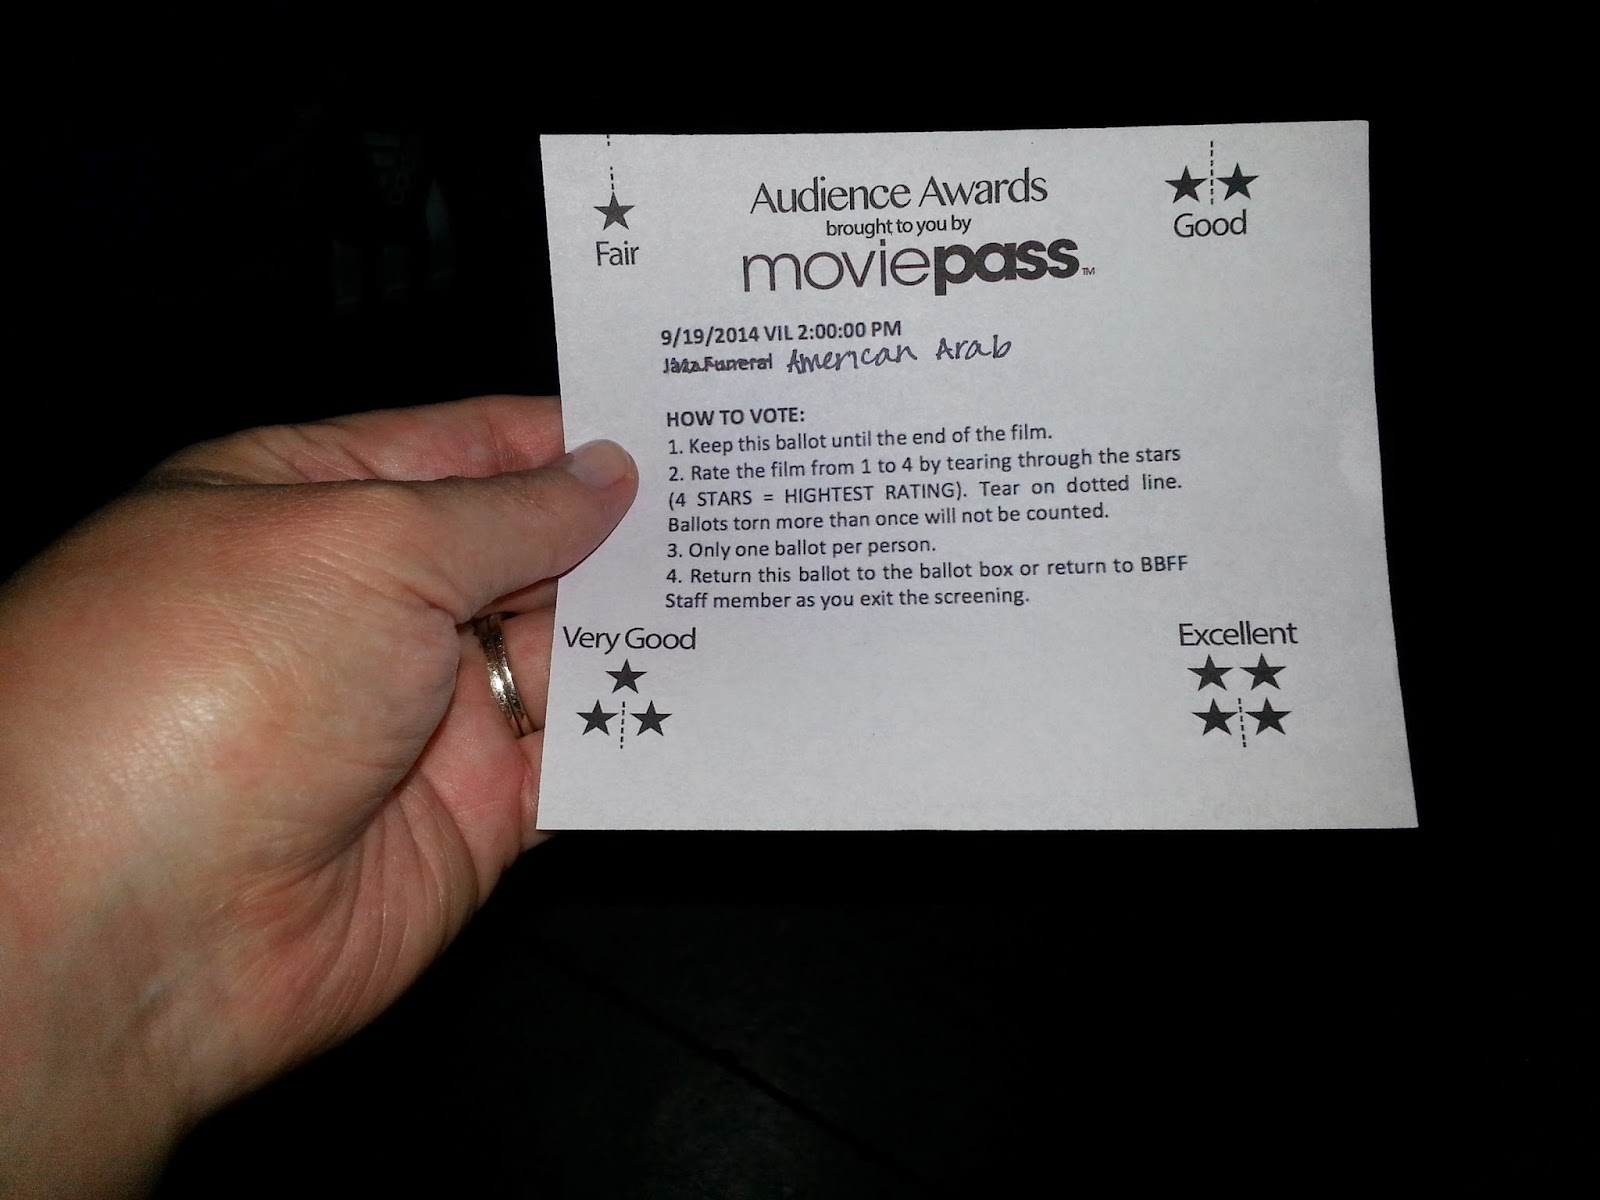 Audience Awards
brought to you by
moviepass™
Fair
Good
9/19/2014 VIL 2:00:00 PM
Funeral American Arab
HOW TO VOTE:
1. Keep this ballot until the end of the film.
2. Rate the film from 1 to 4 by tearing through the stars
(4 STARS = HIGHTEST RATING). Tear on dotted line.
Ballots torn more than once will not be counted.
3. Only one ballot per person.
4. Return this ballot to the ballot box or return to BBFF
Staff member as you exit the screening.
Very Good
Excellent